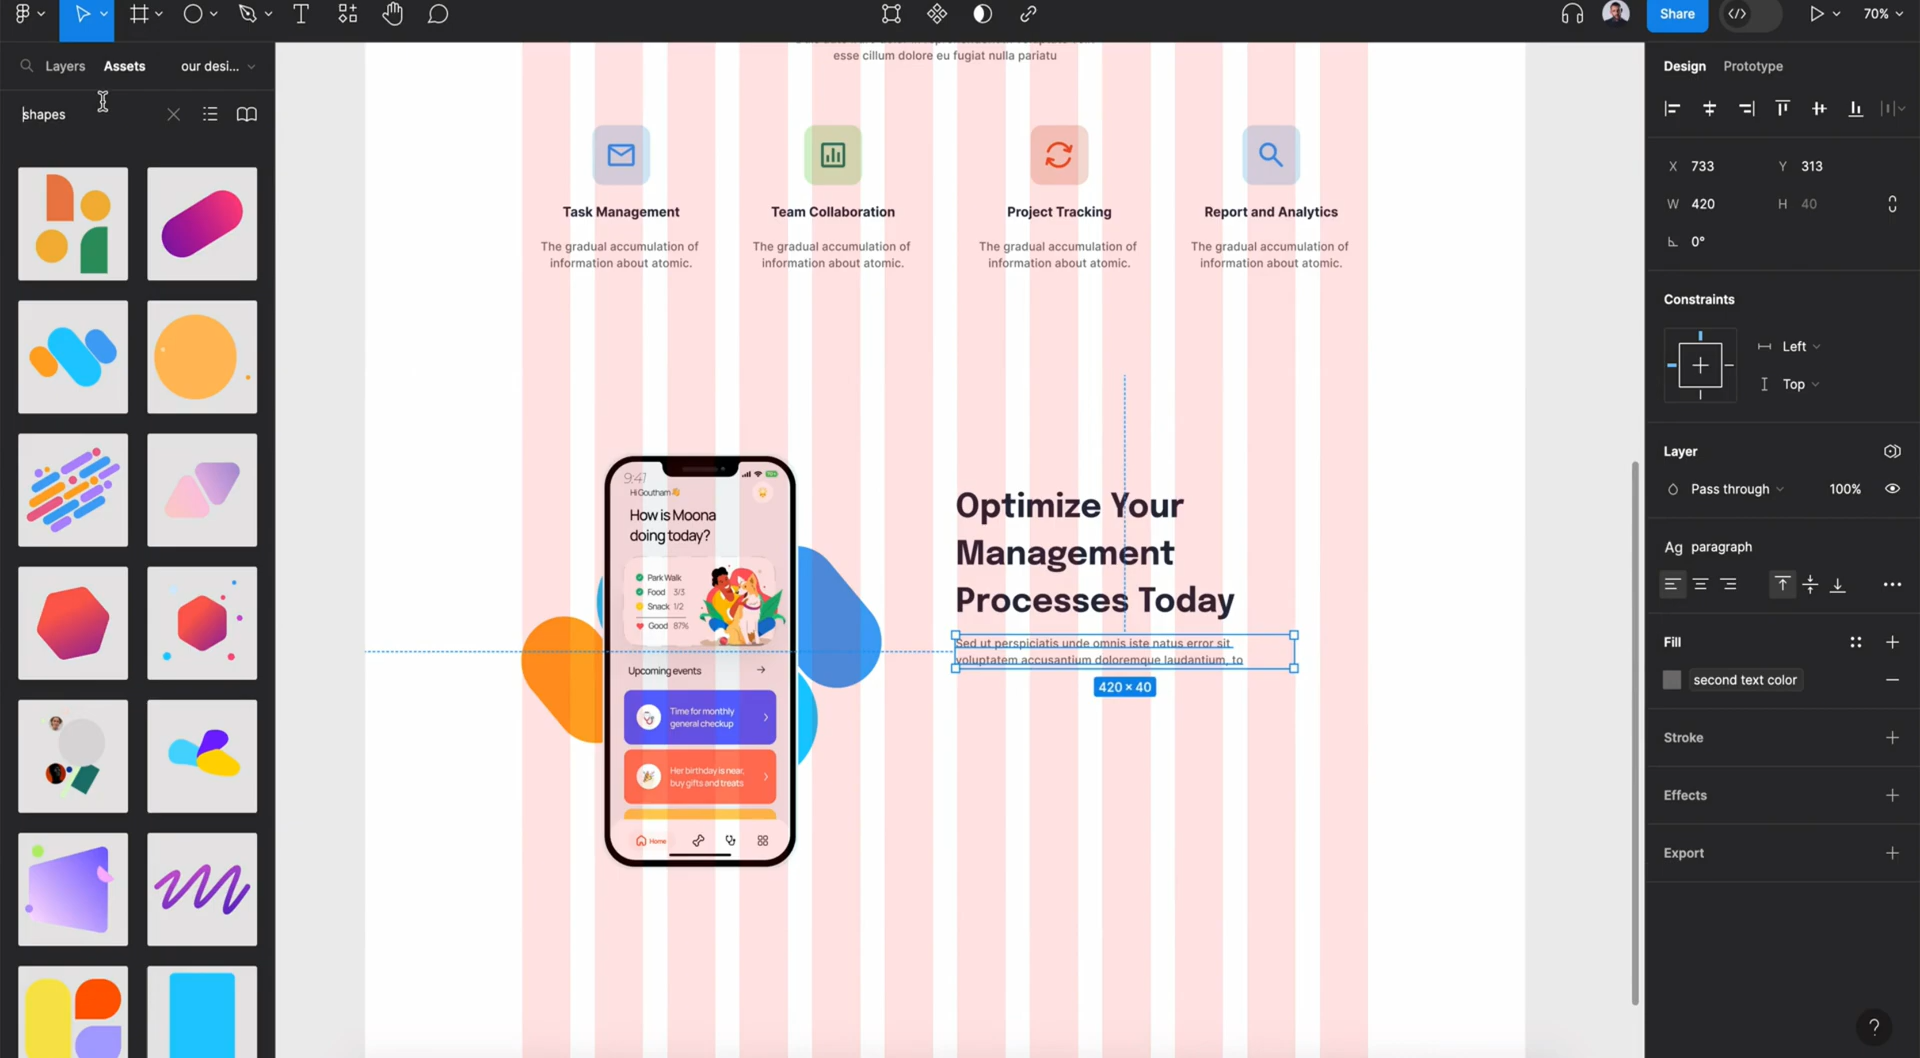 Share
70%
Layers
Assets
our desi...
shapes
esse cillum dolore eu fugiat nulla pariatu
Task Management
The gradual accumulation of
information about atomic.
Team Collaboration
The gradual accumulation of
information about atomic.
Project Tracking
The gradual accumulation of
information about atomic.
Report and Analytics
The gradual accumulation of
information about atomic.
9:41
Hi Goutham
How is Moona
doing today?
Park Walk
Food 3/3
Snack 1/2
Good 87%
Upcoming events
Time for monthly
general checkup
Her birthday is near,
buy gifts and treats
Home
Optimize Your
Management
Processes Today
Sed ut perspiciatis unde omnis iste natus error sit
voluptatem accusantium doloremque laudantium, to
420 × 40
Design
Prototype
X 733
Y 313
W 420
H 40
0°
Constraints
Left
Top
Layer
Pass through
100%
Ag paragraph
Fill
second text color
Stroke
Effects
Export
?